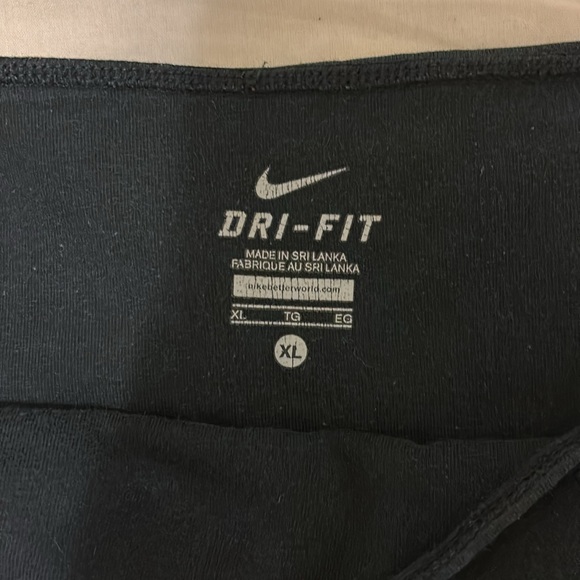 DRI-FIT
MADE IN SRI LANKA
FABRIQUE AU SRI LANKA
nikebetterworld.com
XL TG EG
XL